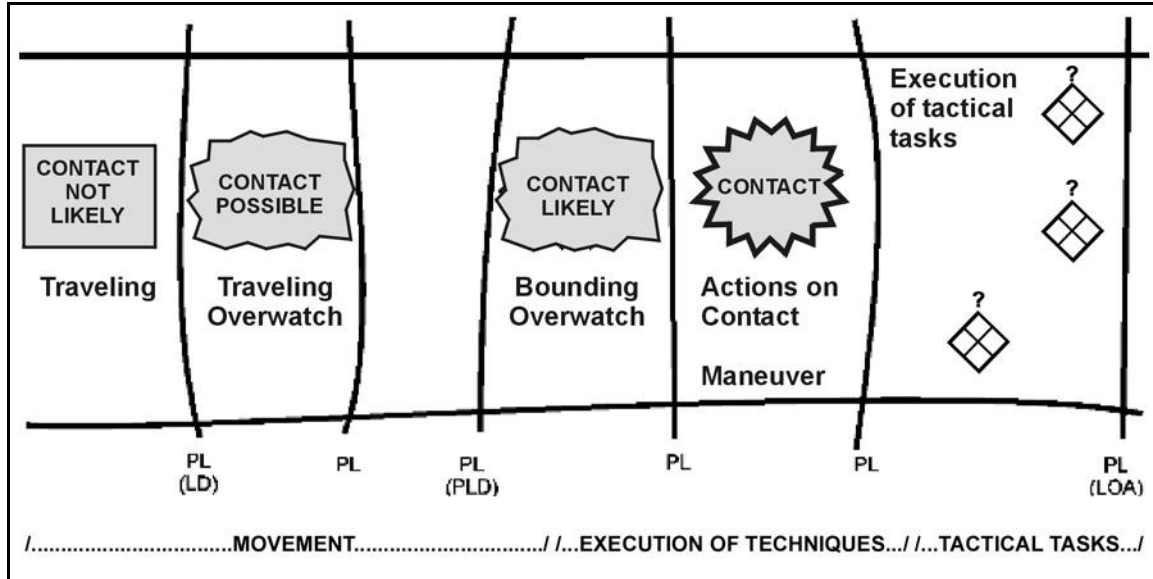 Execution
of tactical
tasks
?
?
?
CONTACT
NOT
LIKELY
CONTACT
POSSIBLE
CONTACT
LIKELY
CONTACT
Traveling
Traveling
Overwatch
Bounding
Overwatch
Actions on
Contact
Maneuver
PL
(LD)
PL
PL
(PLD)
PL
PL
PL
(LOA)
/...................................MOVEMENT................................/ /...EXECUTION OF TECHNIQUES.../ /...TACTICAL TASKS.../